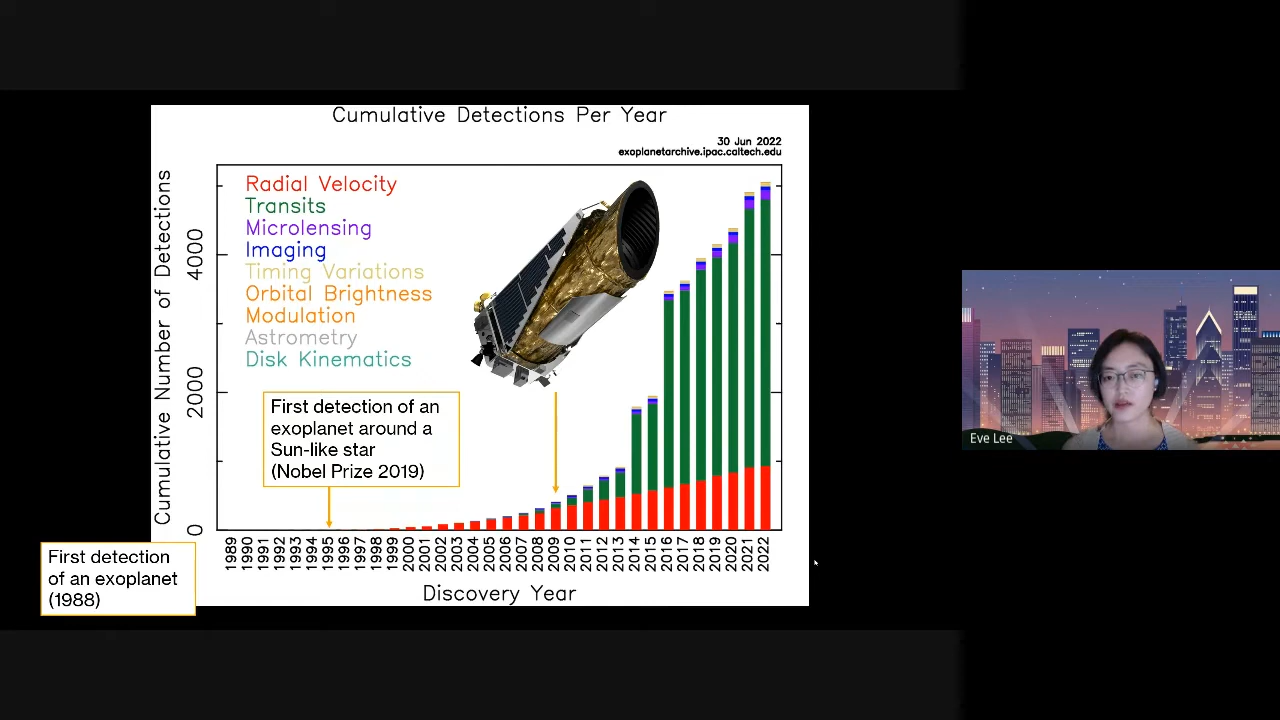 Cumulative Detections Per Year
30 Jun 2022
exoplanetarchive.ipac.caltech.edu
Cumulative Number of Detections
4000
2000
0
Radial Velocity
Transits
Microlensing
Imaging
Timing Variations
Orbital Brightness
Modulation
Astrometry
Disk Kinematics
First detection of an
exoplanet around a
Sun-like star
(Nobel Prize 2019)
First detection
of an exoplanet
(1988)
1989 1990 1991 1992 1993 1994 1995 1996 1997 1998 1999 2000 2001 2002 2003 2004 2005 2006 2007 2008 2009 2010 2011 2012 2013 2014 2015 2016 2017 2018 2019 2020 2021 2022
Discovery Year
Eve Lee